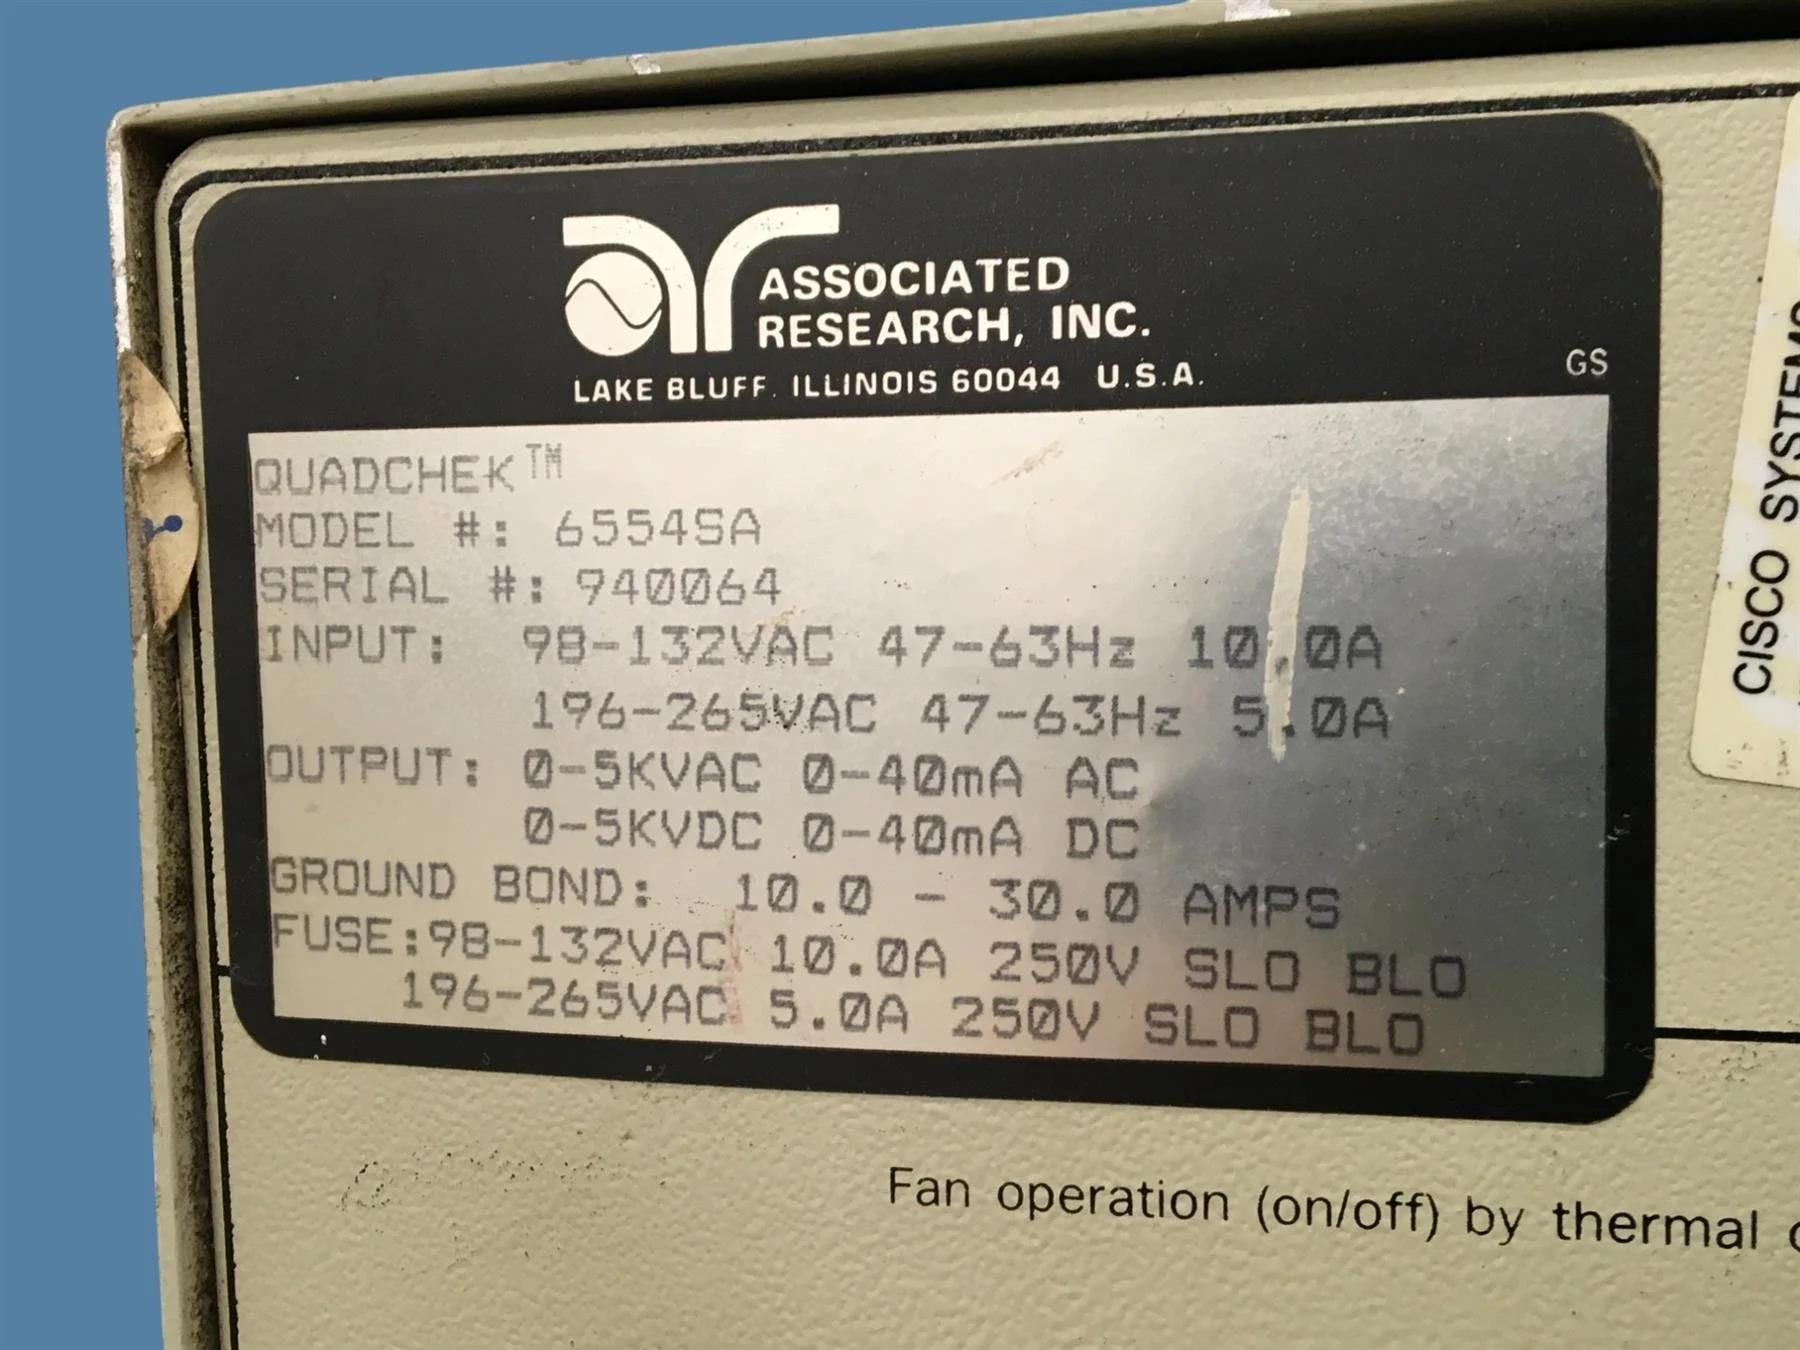 ar
ASSOCIATED
RESEARCH, INC.
LAKE BLUFF, ILLINOIS 60044 U.S.A.
GS
QUADCHEK™
MODEL #: 6554SA
SERIAL #: 940064
INPUT: 98-132VAC 47-63Hz 10.0A
196-265VAC 47-63Hz 5.0A
OUTPUT: 0-5KVAC 0-40mA AC
0-5KVDC 0-40mA DC
GROUND BOND: 10.0 - 30.0 AMPS
FUSE:98-132VAC 10.0A 250V SLO BLO
196-265VAC 5.0A 250V SLO BLO
CISCO SYSTEMS
Fan operation (on/off) by thermal